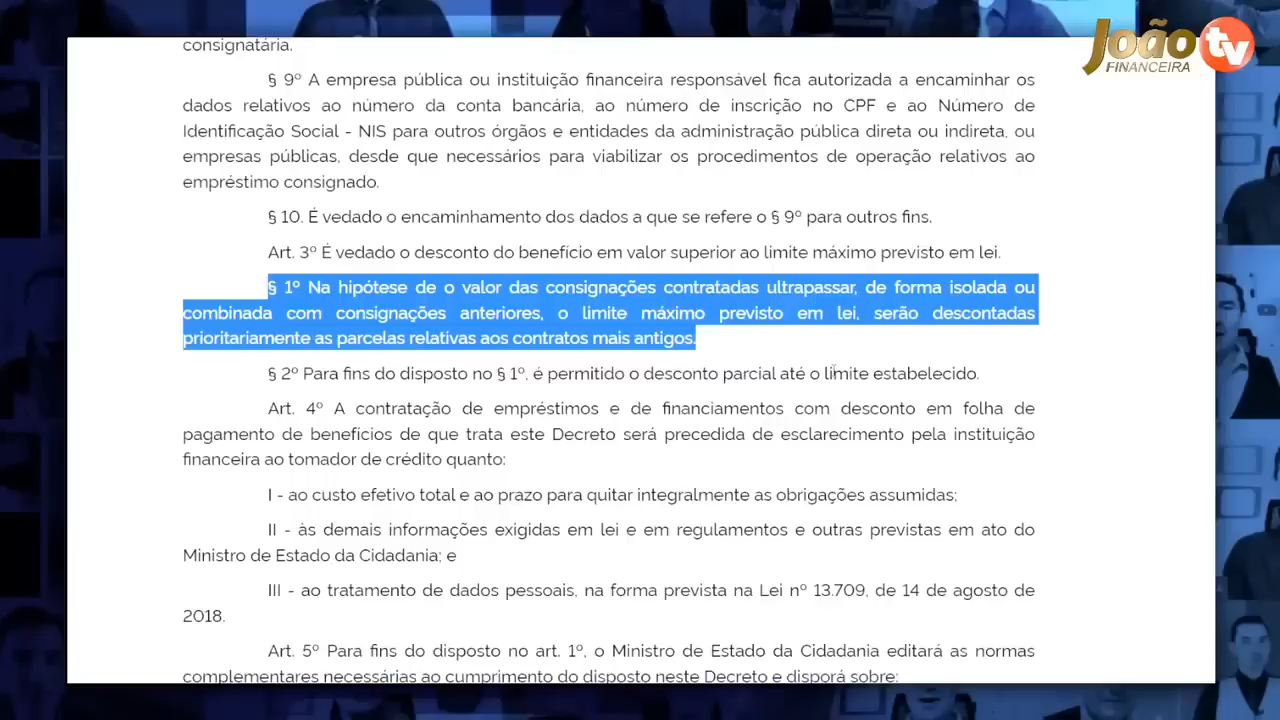 João
FINANCEIRA
tv
consignatária.
§ 9º A empresa pública ou instituição financeira responsável fica autorizada a encaminhar os
dados relativos ao número da conta bancária, ao número de inscrição no CPF e ao Número de
Identificação Social - NIS para outros órgãos e entidades da administração pública direta ou indireta, ou
empresas públicas, desde que necessários para viabilizar os procedimentos de operação relativos ao
empréstimo consignado.
§ 10. É vedado o encaminhamento dos dados a que se refere o § 9º para outros fins.
Art. 3º É vedado o desconto do benefício em valor superior ao limite máximo previsto em lei.
§ 1º Na hipótese de o valor das consignações contratadas ultrapassar, de forma isolada ou
combinada com consignações anteriores, o limite máximo previsto em lei, serão descontadas
prioritariamente as parcelas relativas aos contratos mais antigos.
§ 2º Para fins do disposto no § 1º, é permitido o desconto parcial até o limite estabelecido.
Art. 4º A contratação de empréstimos e de financiamentos com desconto em folha de
pagamento de benefícios de que trata este Decreto será precedida de esclarecimento pela instituição
financeira ao tomador de crédito quanto:
I - ao custo efetivo total e ao prazo para quitar integralmente as obrigações assumidas;
II - às demais informações exigidas em lei e em regulamentos e outras previstas em ato do
Ministro de Estado da Cidadania; e
III - ao tratamento de dados pessoais, na forma prevista na Lei nº 13.709, de 14 de agosto de
2018.
Art. 5º Para fins do disposto no art. 1º, o Ministro de Estado da Cidadania editará as normas
complementares necessárias ao cumprimento do disposto neste Decreto e disporá sobre: